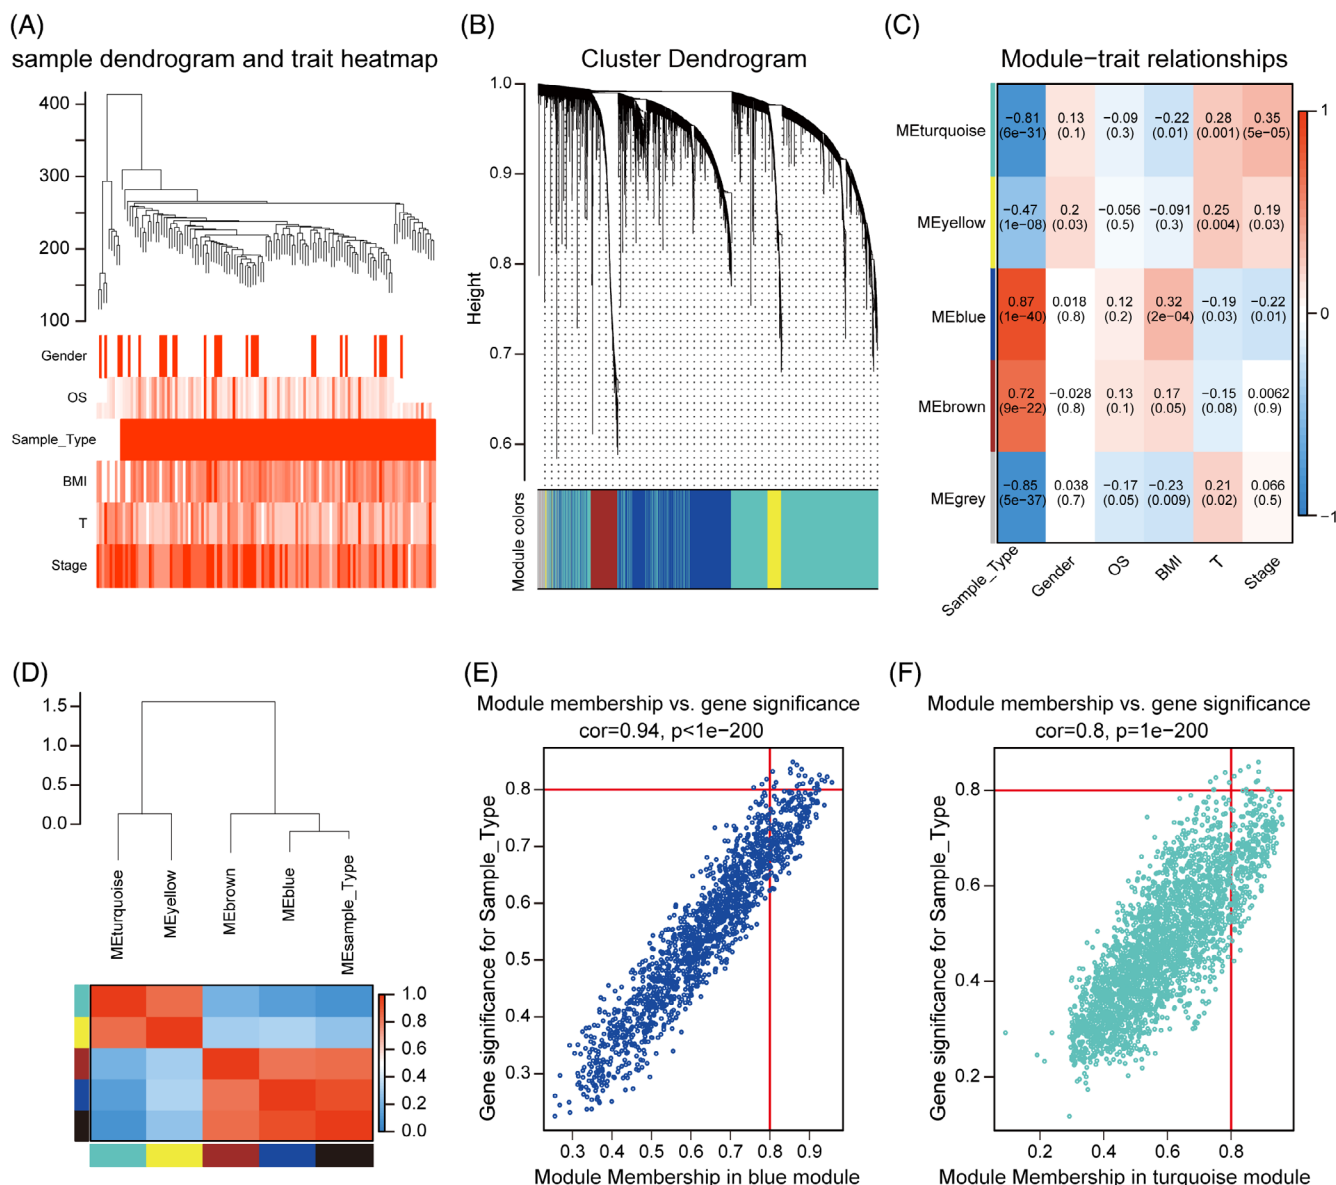 (A)
sample dendrogram and trait heatmap
400
300
200
100
Gender
OS
Sample_Type
BMI
T
Stage
(B)
Cluster Dendrogram
Height
1.0
0.9
0.8
0.7
0.6
Module colors
(C)
Module−trait relationships
MEturquoise
−0.81 0.13 −0.09 −0.22 0.28 0.35
(6e−31) (0.1) (0.3) (0.01) (0.001) (5e−05)
MEyellow
−0.47 0.2 −0.056 −0.091 0.25 0.19
(1e−08) (0.03) (0.5) (0.3) (0.004) (0.03)
MEblue
0.87 0.018 0.12 0.32 −0.19 −0.22
(1e−40) (0.8) (0.2) (2e−04) (0.03) (0.01)
MEbrown
0.72 −0.028 0.13 0.17 −0.15 0.0062
(9e−22) (0.8) (0.1) (0.05) (0.08) (0.9)
MEgrey
−0.85 0.038 −0.17 −0.23 0.21 0.066
(5e−37) (0.7) (0.05) (0.009) (0.02) (0.5)
Sample_Type
Gender
OS
BMI
T
Stage
1
0
−1
(D)
1.5
1.0
0.5
0.0
MEturquoise
MEyellow
MEbrown
MEblue
MEsample_Type
1.0
0.8
0.6
0.4
0.2
0.0
(E)
Module membership vs. gene significance
cor=0.94, p<1e−200
Gene significance for Sample_Type
0.8
0.7
0.6
0.5
0.4
0.3
0.3 0.4 0.5 0.6 0.7 0.8 0.9
Module Membership in blue module
(F)
Module membership vs. gene significance
cor=0.8, p=1e−200
Gene significance for Sample_Type
0.8
0.6
0.4
0.2
0.2 0.4 0.6 0.8
Module Membership in turquoise module